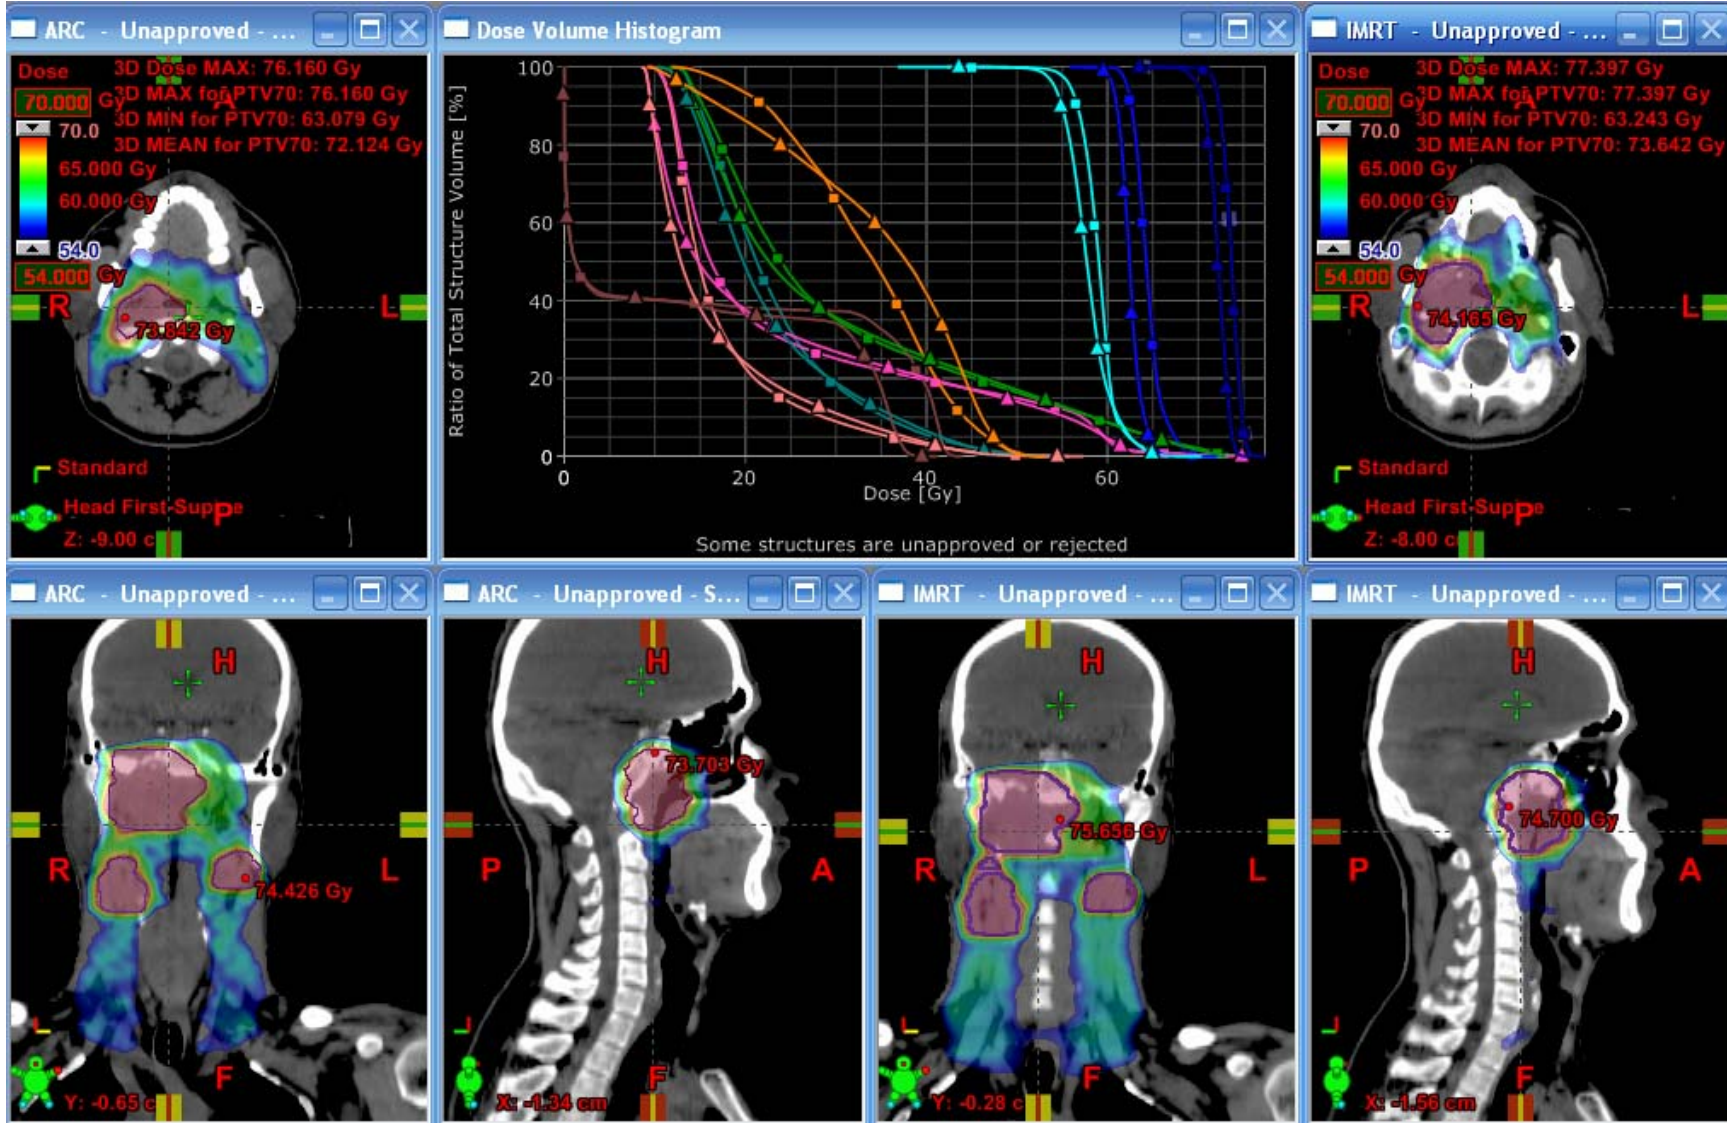 ARC - Unapproved - ...
Dose
3D Dose MAX: 76.160 Gy
70.000 Gy
3D MAX for PTV70: 76.160 Gy
A
70.0
3D MIN for PTV70: 63.079 Gy
3D MEAN for PTV70: 72.124 Gy
65.000 Gy
60.000 Gy
54.0
54.000 Gy
R
L
73.842 Gy
Standard
Head First-Supine
P
Z: -9.00 c
Dose Volume Histogram
Ratio of Total Structure Volume [%]
100
80
60
40
20
0
0 20 40 60
Dose [Gy]
Some structures are unapproved or rejected
IMRT - Unapproved - ...
Dose
3D Dose MAX: 77.397 Gy
70.000 Gy
3D MAX for PTV70: 77.397 Gy
A
70.0
3D MIN for PTV70: 63.243 Gy
3D MEAN for PTV70: 73.642 Gy
65.000 Gy
60.000 Gy
54.0
54.000 Gy
R
L
74.165 Gy
Standard
Head First-Supine
P
Z: -8.00 c
ARC - Unapproved - ...
H
R
L
74.426 Gy
F
Y: -0.65 c
ARC - Unapproved - S...
H
73.703 Gy
P
A
F
X: -1.34 cm
IMRT - Unapproved - ...
H
75.656 Gy
R
L
F
Y: -0.28 c
IMRT - Unapproved - ...
H
74.700 Gy
P
A
F
X: -1.56 cm